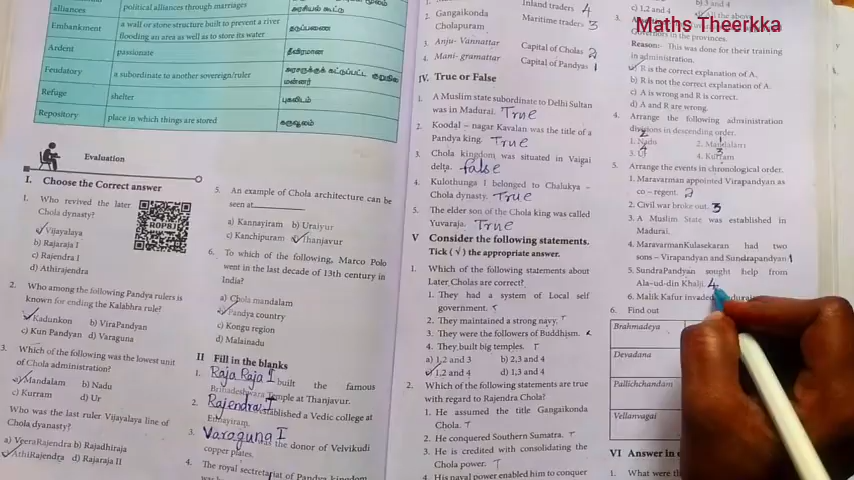 alliances
political alliances through marriages
அரசியல் கூட்டு
Embankment
a wall or stone structure built to prevent a river
flooding an area as well as to store its water
தடுப்பணை
Ardent
passionate
தீவிரமான
Feudatory
a subordinate to another sovereign/ruler
அரசருக்குக் கட்டுப்பட்ட குறுநில
மன்னர்
Refuge
shelter
புகலிடம்
Repository
place in which things are stored
கருவூலம்
Evaluation
I. Choose the Correct answer
1. Who revived the later
Chola dynasty?
a) Vijayalaya
b) Rajaraja I
c) Rajendra I
d) Athirajendra
2. Who among the following Pandya rulers is
known for ending the Kalabhra rule?
a) Kadunkon b) ViraPandyan
c) Kun Pandyan d) Varaguna
3. Which of the following was the lowest unit
of Chola administration?
a) Mandalam b) Nadu
c) Kurram d) Ur
Who was the last ruler Vijayalaya line of
Chola dyanasty?
a) VeeraRajendra b) Rajadhiraja
AthiRajendra d) Rajaraja II
5. An example of Chola architecture can be
seen at
a) Kannayiram b) Uraiyur
c) Kanchipuram d) Thanjavur
6. To which of the following, Marco Polo
went in the last decade of 13th century in
India?
a) Chola mandalam
b) Pandya country
c) Kongu region
d) Malainadu
II Fill in the blanks
1. Raja Raja I built the famous
Brihadeshwara Temple at Thanjavur.
2. Rajendra I established a Vedic college at
Ennayiram.
3. Varaguna I was the donor of Velvikudi
copper plates.
4. The royal secretariat of Pandya kingdom
1.
Inland traders 4
2. Gangaikonda
Cholapuram
Maritime traders 3
3. Anju- Vannattar
Capital of Cholas 2
4. Mani- gramattar
Capital of Pandyas 1
IV. True or False
1. A Muslim state subordinate to Delhi Sultan
was in Madurai. True
2. Koodal – nagar Kavalan was the title of a
Pandya king. True
3. Chola kingdom was situated in Vaigai
delta. false
4. Kulothunga I belonged to Chalukya –
Chola dynasty. True
5. The elder son of the Chola king was called
Yuvaraja. True
V Consider the following statements.
Tick (√) the appropriate answer.
1. Which of the following statements about
Later Cholas are correct?
1. They had a system of Local self
government. T
2. They maintained a strong navy. T
3. They were the followers of Buddhism.
4. They built big temples. T
a) 1,2 and 3 b) 2,3 and 4
1,2 and 4 d) 1,3 and 4
2. Which of the following statements are true
with regard to Rajendra Chola?
1. He assumed the title Gangaikonda
Chola. T
2. He conquered Southern Sumatra. T
3. He is credited with consolidating the
Chola power. T
4. His naval power enabled him to conquer
Maths Theerkka
c) 1,2 and 4
3.
Governors in the provinces.
Reason: This was done for their training
in administration.
a) R is the correct explanation of A.
b) R is not the correct explanation of A.
c) A is wrong and R is correct.
d) A and R are wrong.
4. Arrange the following administration
divisions in descending order.
2 1
1. Nadu 2. Mandalam
4 3
3. Ur 4. Kurram
5. Arrange the events in chronological order.
1. Maravarman appointed Virapandyan as
co – regent. 2
2. Civil war broke out. 3
3. A Muslim State was established in
Madurai.
4. MaravarmanKulasekaran had two
sons – Virapandyan and Sundarapandyan 1
5. SundraPandyan sought help from
Ala-ud-din Khalji. 4
6. Malik Kafur invaded Madurai.
6. Find out
Brahmadeya
Devadana
Pallichchandam
Vellanvagai
VI Answer in
1. What were th